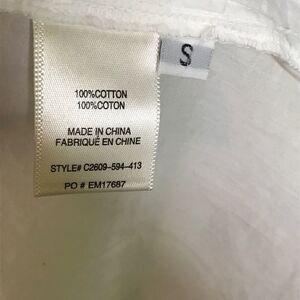 S
100%COTTON
100%COTON
MADE IN CHINA
FABRIQUÉ EN CHINE
STYLE# C2609-594-413
PO # EM17687